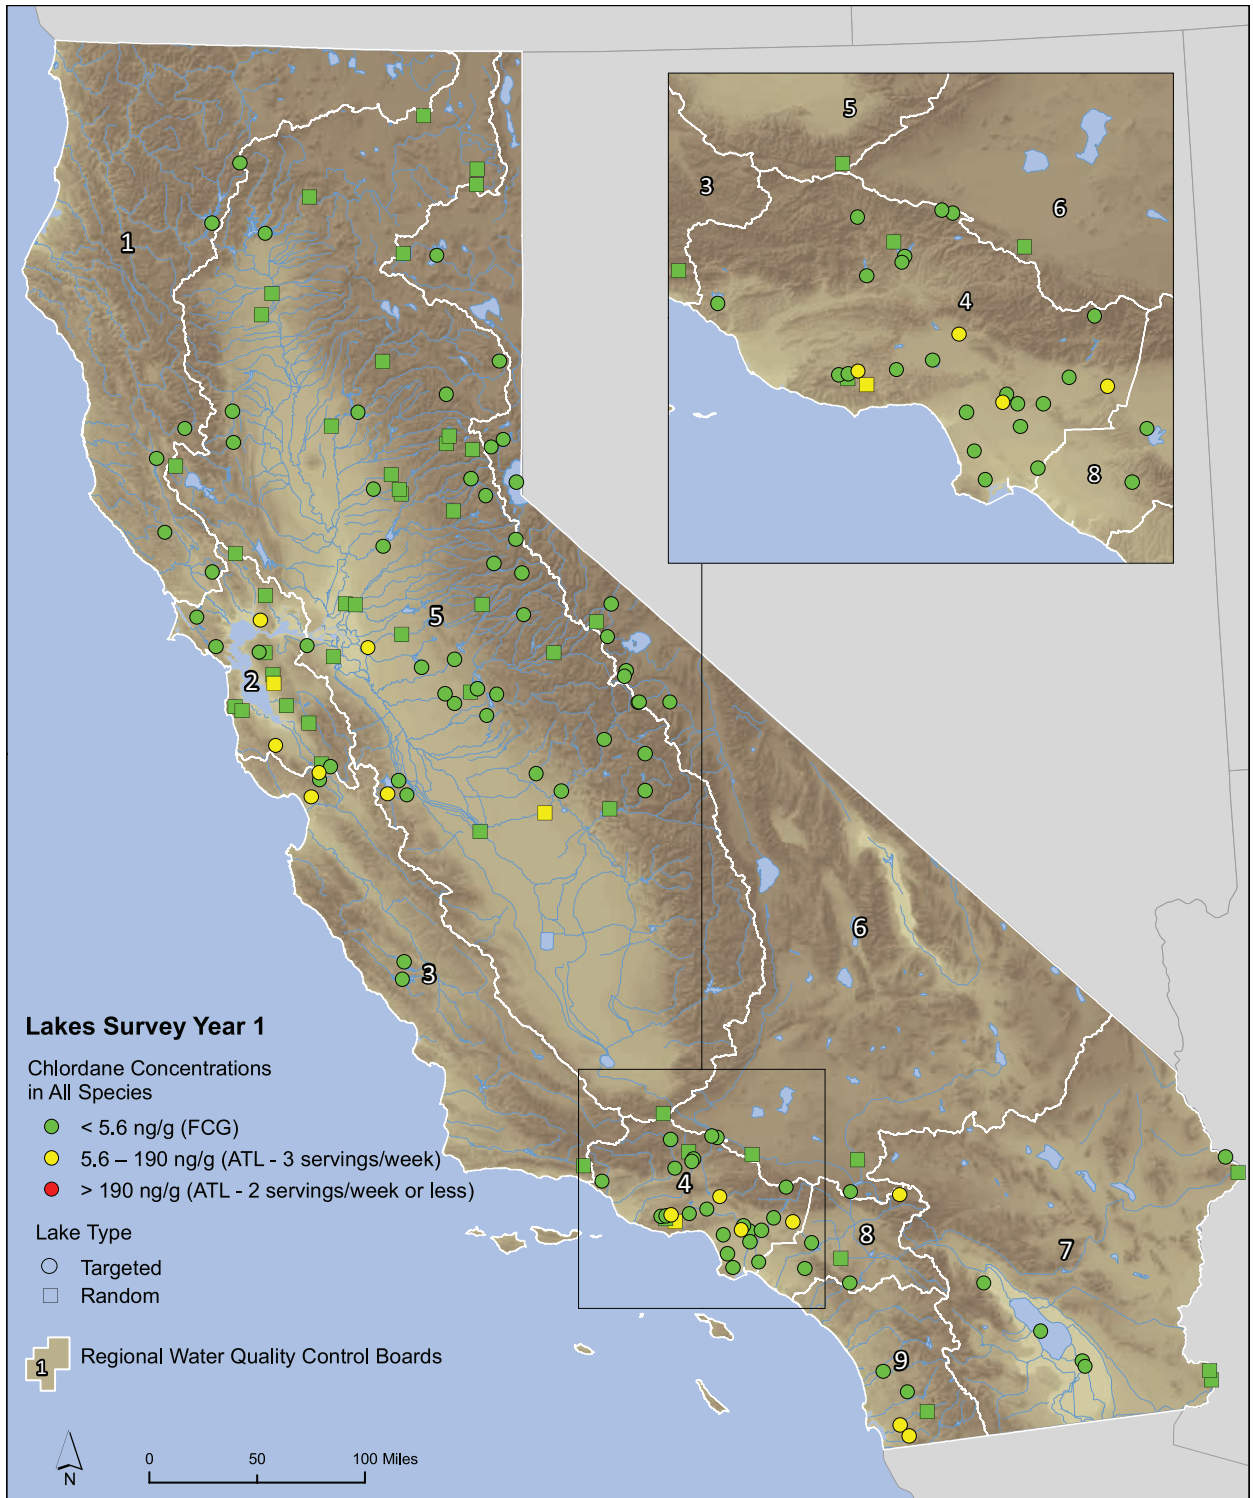 5
3
6
4
8
1
5
2
6
3
Lakes Survey Year 1
Chlordane Concentrations
in All Species
< 5.6 ng/g (FCG)
5.6 – 190 ng/g (ATL - 3 servings/week)
> 190 ng/g (ATL - 2 servings/week or less)
Lake Type
Targeted
Random
1
Regional Water Quality Control Boards
4
8
7
9
N
0
50
100 Miles